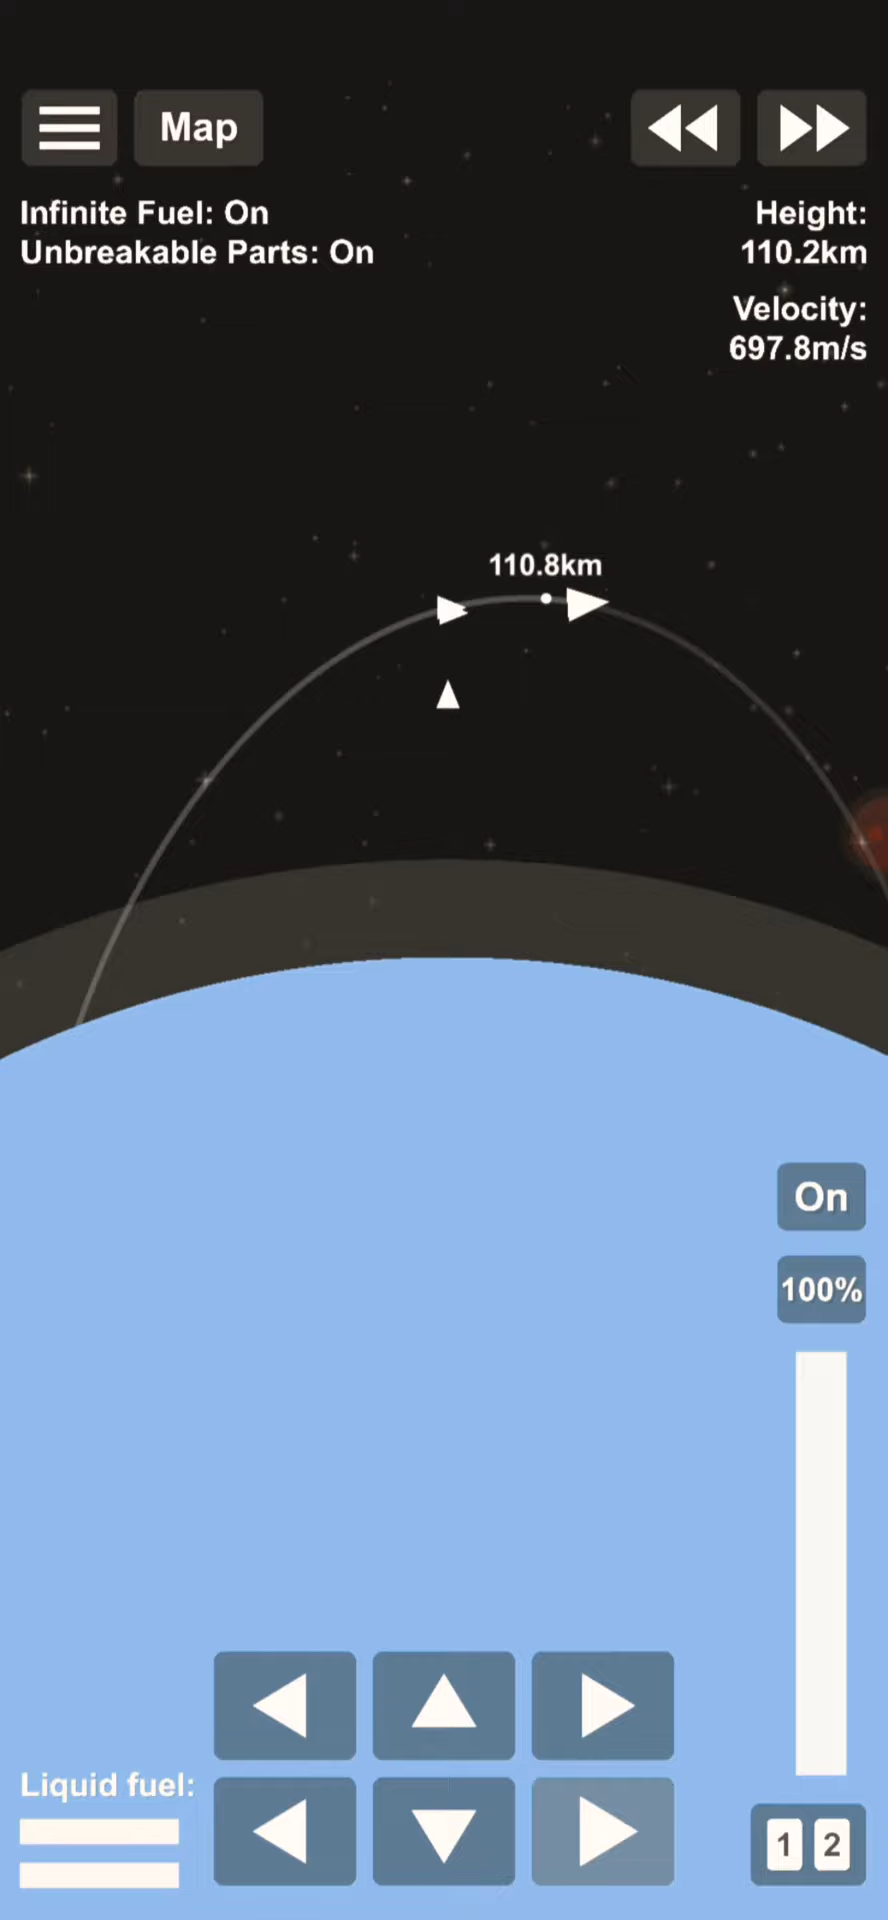 Map
Infinite Fuel: On
Unbreakable Parts: On
Height:
110.2km
Velocity:
697.8m/s
110.8km
On
100%
Liquid fuel:
1 2